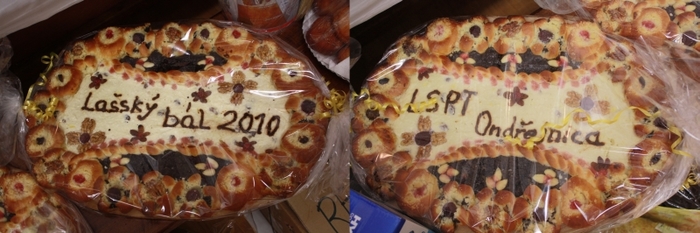 Lašský
bál 2010
LSPT
Ondřejnica